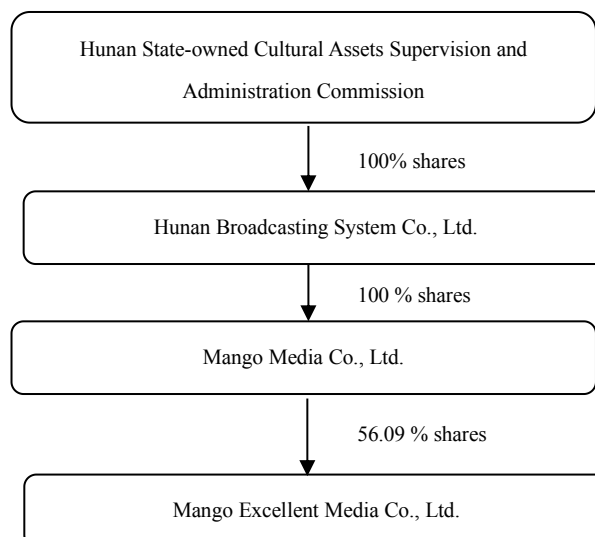 Hunan State-owned Cultural Assets Supervision and
Administration Commission
100% shares
Hunan Broadcasting System Co., Ltd.
100 % shares
Mango Media Co., Ltd.
56.09 % shares
Mango Excellent Media Co., Ltd.